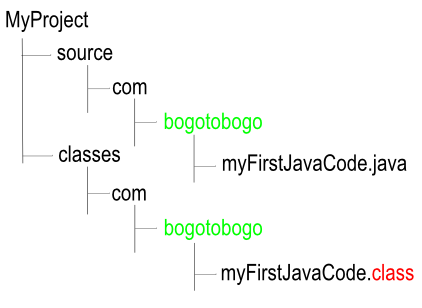 MyProject
source
com
bogotobogo
myFirstJavaCode.java
classes
com
bogotobogo
myFirstJavaCode.class